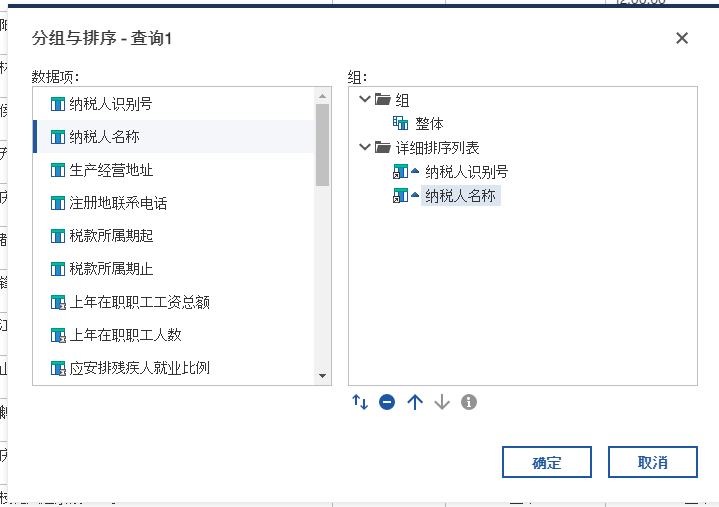 12:00:00
分组与排序 - 查询1
数据项:
纳税人识别号
纳税人名称
生产经营地址
注册地联系电话
税款所属期起
税款所属期止
上年在职职工工资总额
上年在职职工人数
应安排残疾人就业比例
组:
组
整体
详细排序列表
纳税人识别号
纳税人名称
确定
取消